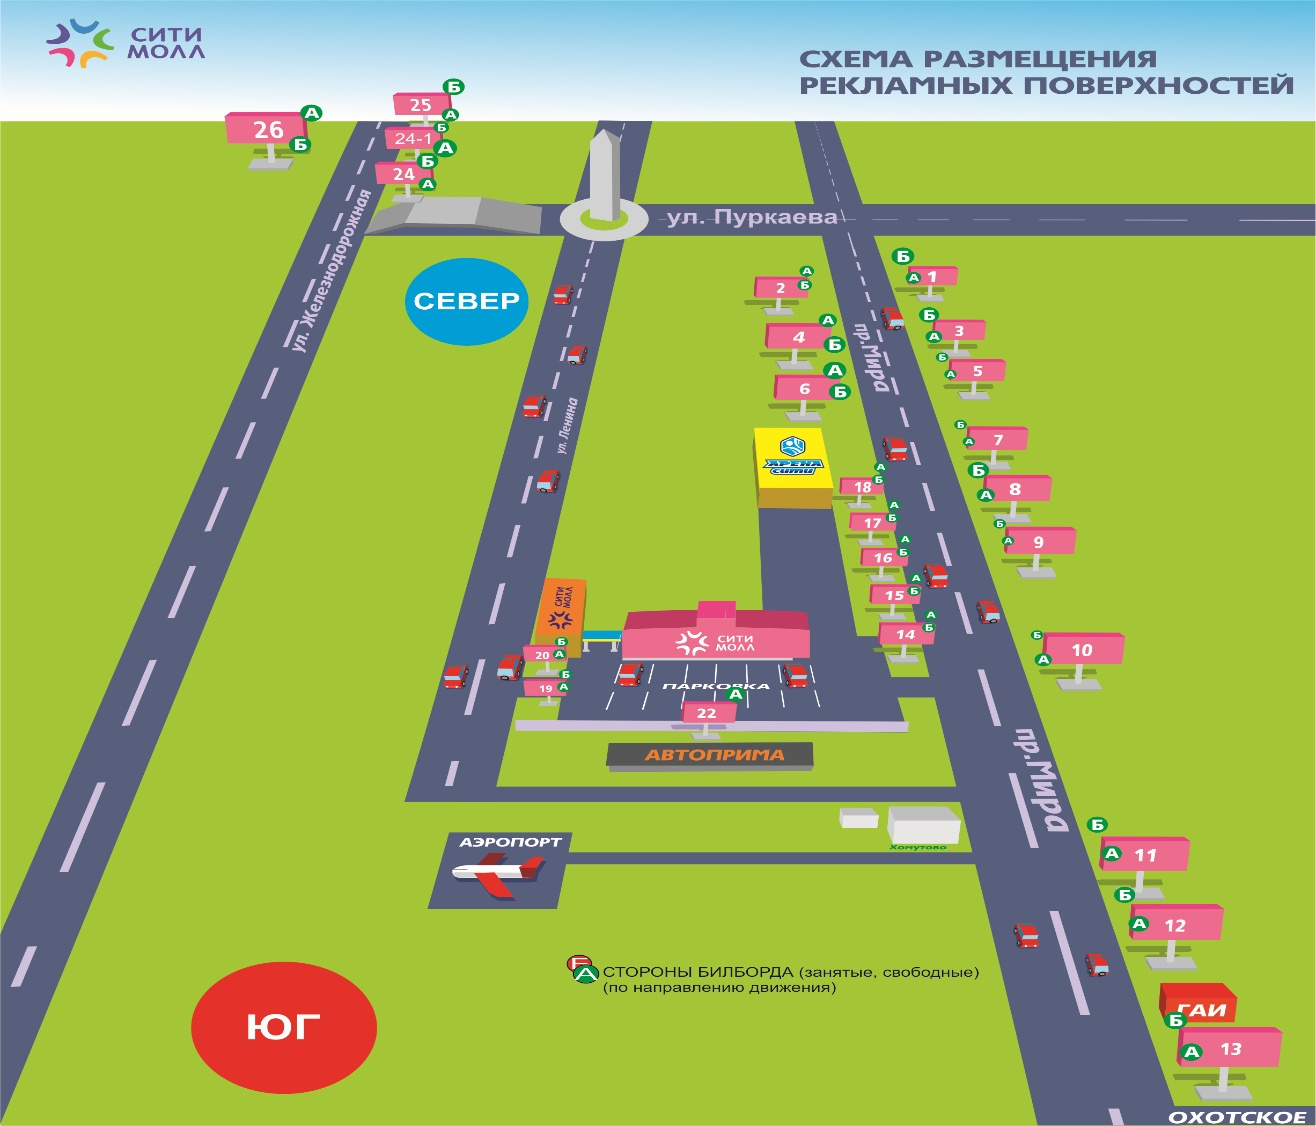 СИТИ
МОЛЛ
СХЕМА РАЗМЕЩЕНИЯ
РЕКЛАМНЫХ ПОВЕРХНОСТЕЙ
25 Б А
26 А Б
24-1 Б А
24 Б А
ул. Железнодорожная
ул. Пуркаева
СЕВЕР
Б А 1
2 А Б
Б А 3
4 А Б
пр.Мира
Б А 5
6 А Б
ул. Ленина
Б А 7
АРЕНА
СИТИ
18 А Б
Б А 8
17 А Б
Б А 9
16 А Б
15 А Б
СИТИ
МОЛЛ
14 А Б
СИТИ
МОЛЛ
Б А 10
20 Б А
19 Б А
ПАРКОВКА
22 А
АВТОПРИМА
пр.Мира
Хомутово
АЭРОПОРТ
Б А 11
Б А 12
Б
А СТОРОНЫ БИЛБОРДА (занятые, свободные)
(по направлению движения)
ГАИ
ЮГ
Б А 13
ОХОТСКОЕ